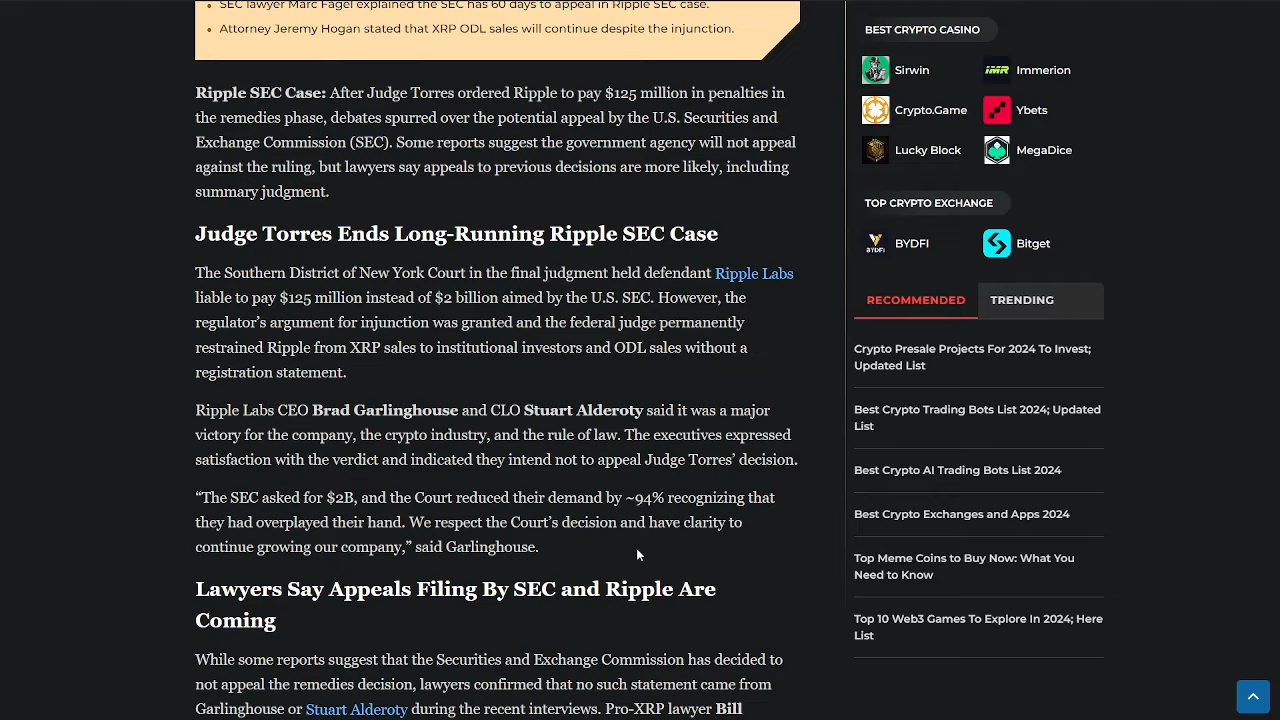 SEC lawyer Marc Fagel explained the SEC has 60 days to appeal in Ripple SEC case.
Attorney Jeremy Hogan stated that XRP ODL sales will continue despite the injunction.
Ripple SEC Case: After Judge Torres ordered Ripple to pay $125 million in penalties in
the remedies phase, debates spurred over the potential appeal by the U.S. Securities and
Exchange Commission (SEC). Some reports suggest the government agency will not appeal
against the ruling, but lawyers say appeals to previous decisions are more likely, including
summary judgment.
Judge Torres Ends Long-Running Ripple SEC Case
The Southern District of New York Court in the final judgment held defendant Ripple Labs
liable to pay $125 million instead of $2 billion aimed by the U.S. SEC. However, the
regulator’s argument for injunction was granted and the federal judge permanently
restrained Ripple from XRP sales to institutional investors and ODL sales without a
registration statement.
Ripple Labs CEO Brad Garlinghouse and CLO Stuart Alderoty said it was a major
victory for the company, the crypto industry, and the rule of law. The executives expressed
satisfaction with the verdict and indicated they intend not to appeal Judge Torres’ decision.
“The SEC asked for $2B, and the Court reduced their demand by ~94% recognizing that
they had overplayed their hand. We respect the Court’s decision and have clarity to
continue growing our company,” said Garlinghouse.
Lawyers Say Appeals Filing By SEC and Ripple Are
Coming
While some reports suggest that the Securities and Exchange Commission has decided to
not appeal the remedies decision, lawyers confirmed that no such statement came from
Garlinghouse or Stuart Alderoty during the recent interviews. Pro-XRP lawyer Bill
BEST CRYPTO CASINO
Sirwin
IMR Immerion
Crypto.Game
Ybets
Lucky Block
MegaDice
TOP CRYPTO EXCHANGE
BYDFI BYDFI
Bitget
RECOMMENDED
TRENDING
Crypto Presale Projects For 2024 To Invest;
Updated List
Best Crypto Trading Bots List 2024; Updated
List
Best Crypto AI Trading Bots List 2024
Best Crypto Exchanges and Apps 2024
Top Meme Coins to Buy Now: What You
Need to Know
Top 10 Web3 Games To Explore In 2024; Here
List